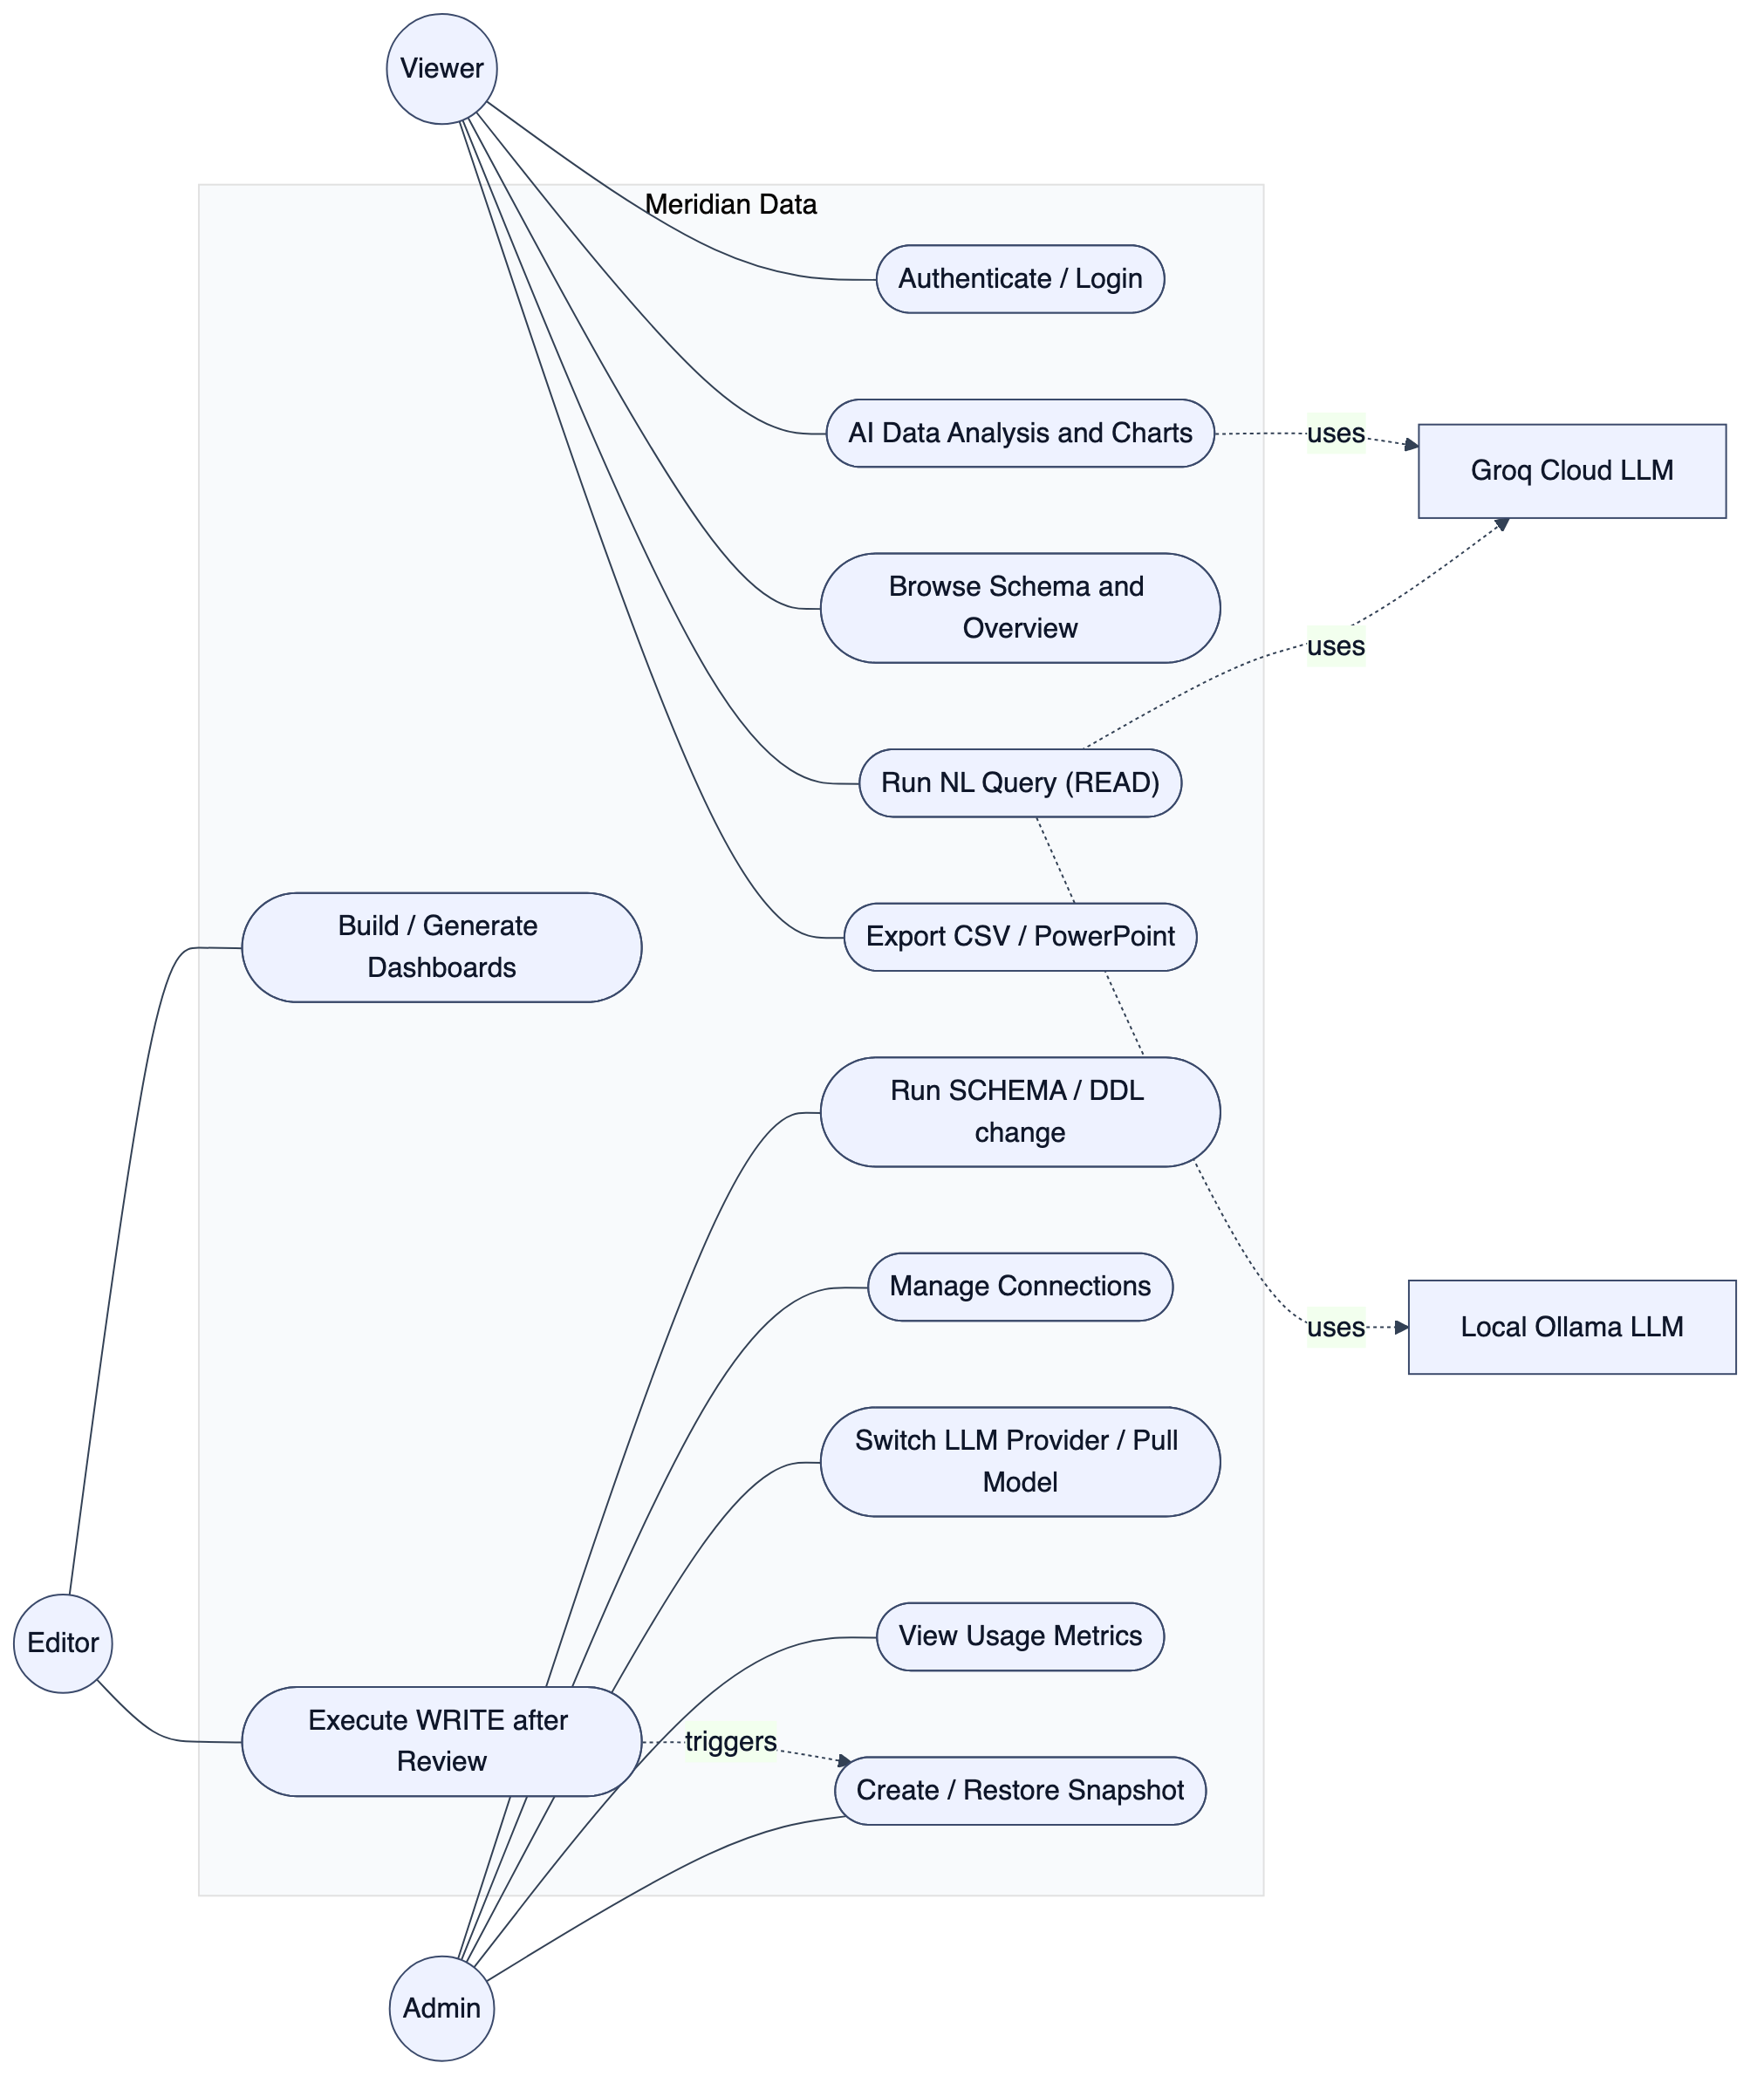 Viewer
Meridian Data
Authenticate / Login
AI Data Analysis and Charts
uses
Groq Cloud LLM
Browse Schema and
Overview
uses
Run NL Query (READ)
Build / Generate
Dashboards
Export CSV / PowerPoint
Run SCHEMA / DDL
change
Manage Connections
uses
Local Ollama LLM
Switch LLM Provider / Pull
Model
Editor
View Usage Metrics
Execute WRITE after
Review
triggers
Create / Restore Snapshot
Admin